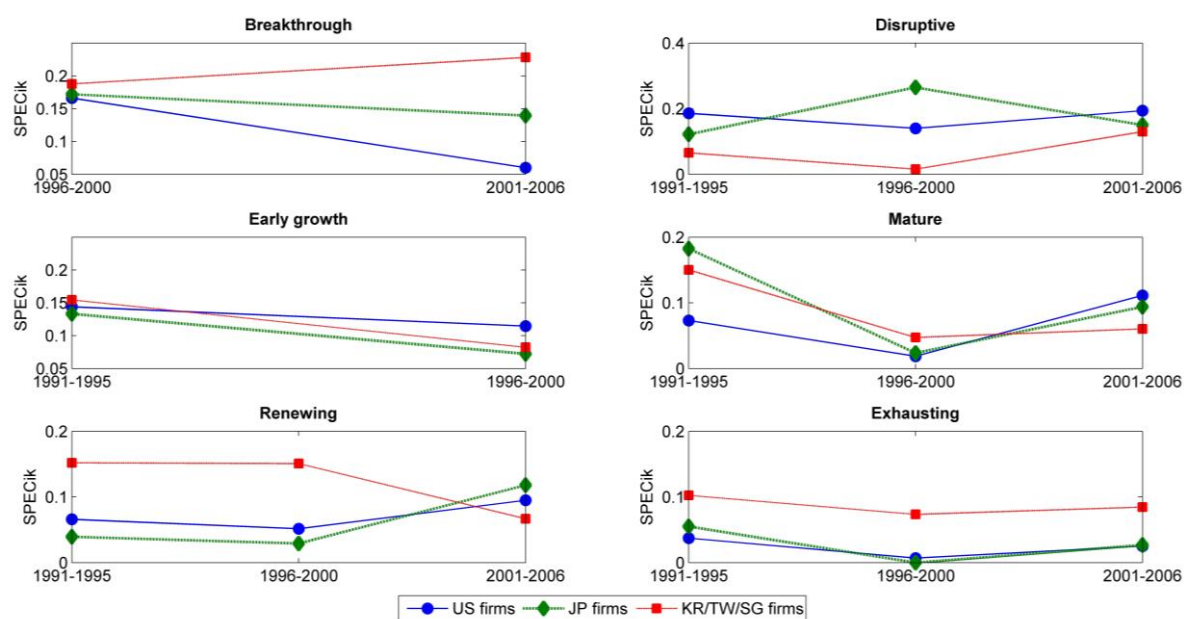 Breakthrough
SPECik
0.2
0.15
0.1
0.05
1996-2000
2001-2006
Disruptive
SPECik
0.4
0.2
0
1991-1995
1996-2000
2001-2006
Early growth
SPECik
0.2
0.15
0.1
0.05
1991-1995
1996-2000
Mature
SPECik
0.2
0.1
0
1991-1995
1996-2000
2001-2006
Renewing
SPECik
0.2
0.1
0
1991-1995
1996-2000
2001-2006
Exhausting
SPECik
0.2
0.1
0
1991-1995
1996-2000
2001-2006
US firms JP firms KR/TW/SG firms